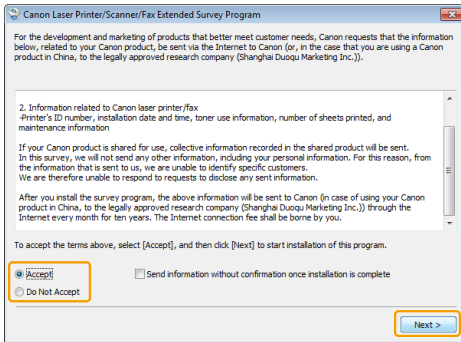 Canon Laser Printer/Scanner/Fax Extended Survey Program
For the development and marketing of products that better meet customer needs, Canon requests that the information
below, related to your Canon product, be sent via the Internet to Canon (or, in the case that you are using a Canon
product in China, to the legally approved research company (Shanghai Duoqu Marketing Inc.)).
2. Information related to Canon laser printer/fax
-Printer's ID number, installation date and time, toner use information, number of sheets printed, and
maintenance information
If your Canon product is shared for use, collective information recorded in the shared product will be sent.
In this survey, we will not send any other information, including your personal information. For this reason, from
the information that is sent to us, we are unable to identify specific customers.
We are therefore unable to respond to requests to disclose any sent information.
After you install the survey program, the above information will be sent to Canon (in case of using your Canon
product in China, to the legally approved research company (Shanghai Duoqu Marketing Inc.)) through the
Internet every month for ten years. The Internet connection fee shall be borne by you.
To accept the terms above, select [Accept], and then click [Next] to start installation of this program.
Accept
Send information without confirmation once installation is complete
Do Not Accept
Next >